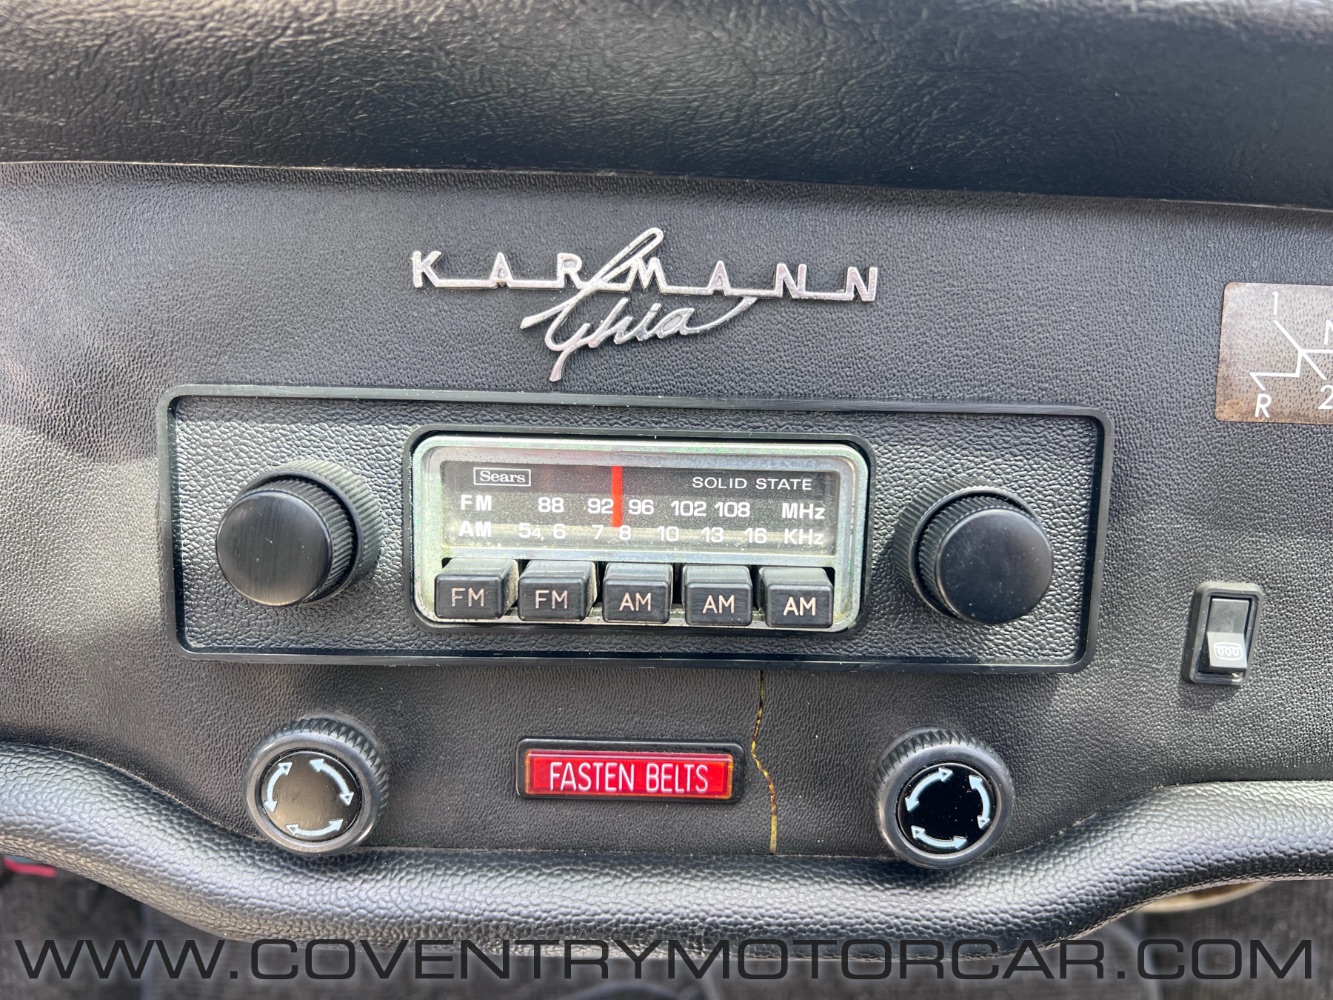 KARMANN
Ghia
1
N
R 2
Sears SOLID STATE
FM 88 92 96 102 108 MHz
AM 54 6 7 8 10 13 16 KHz
FM FM AM AM AM
FASTEN BELTS
WWW.COVENTRYMOTORCAR.COM